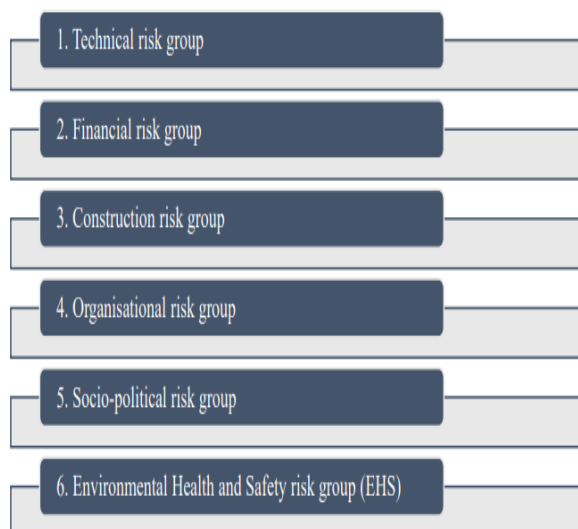 1. Technical risk group
2. Financial risk group
3. Construction risk group
4. Organisational risk group
5. Socio-political risk group
6. Environmental Health and Safety risk group (EHS)